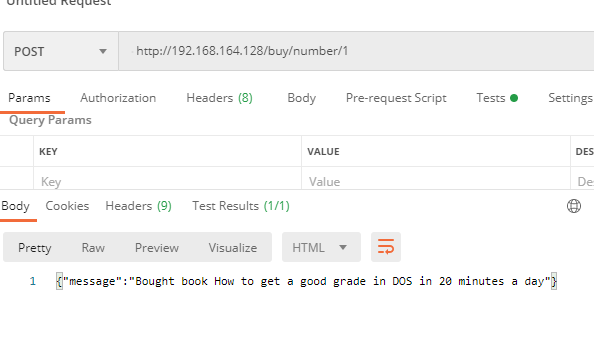 Untitled Request
POST http://192.168.164.128/buy/number/1
Params Authorization Headers (8) Body Pre-request Script Tests Settings
Query Params
KEY VALUE DES
Key Value De
Body Cookies Headers (9) Test Results (1/1)
Pretty Raw Preview Visualize HTML
1 {"message":"Bought book How to get a good grade in DOS in 20 minutes a day"}